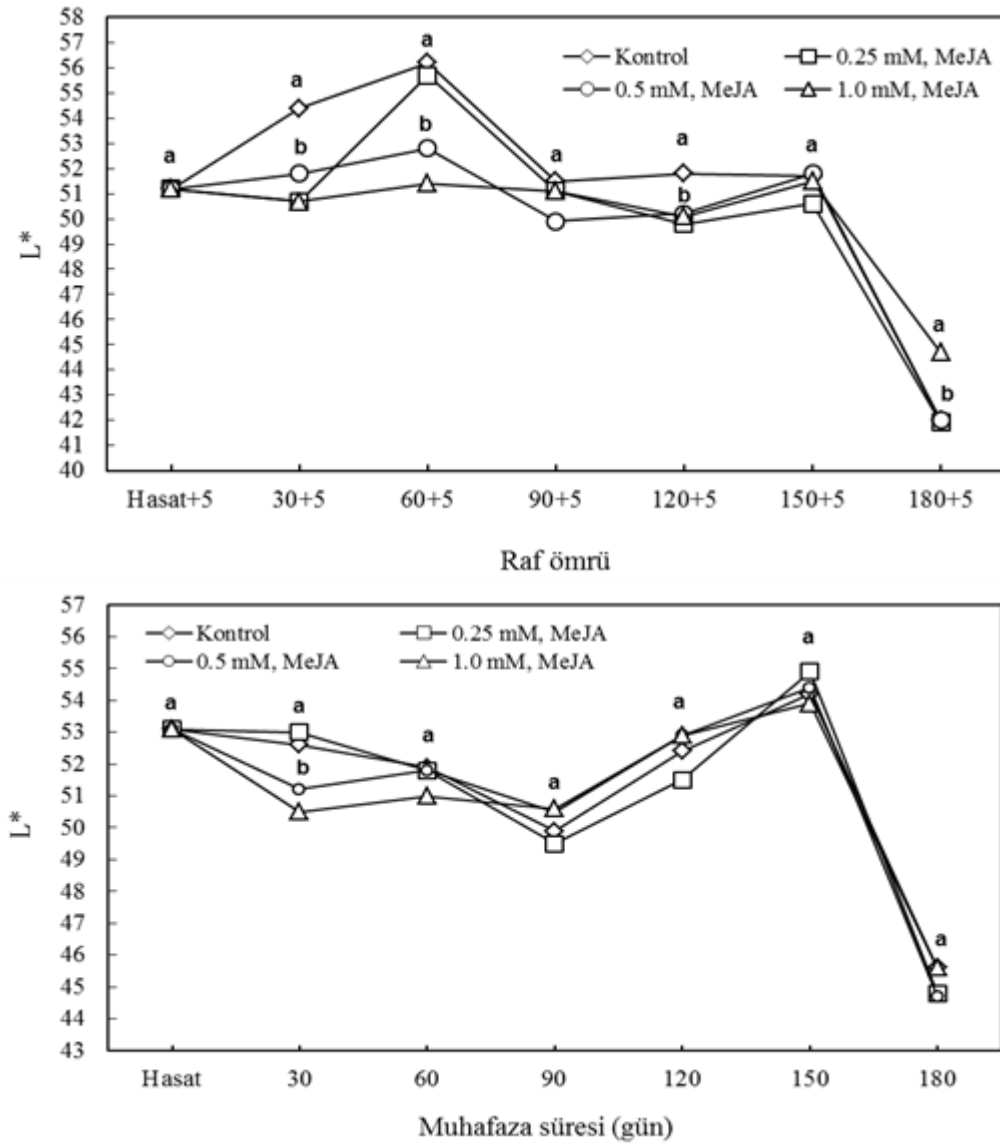 58
57
56
55
54
53
52
51
50
49
48
47
46
45
44
43
42
41
40
L*
Kontrol 0.25 mM, MeJA
0.5 mM, MeJA 1.0 mM, MeJA
a a a a a a a
b b b b
Hasat+5 30+5 60+5 90+5 120+5 150+5 180+5
Raf ömrü
57
56
55
54
53
52
51
50
49
48
47
46
45
44
43
L*
Kontrol 0.25 mM, MeJA
0.5 mM, MeJA 1.0 mM, MeJA
a a a a a a a
b
Hasat 30 60 90 120 150 180
Muhafaza süresi (gün)